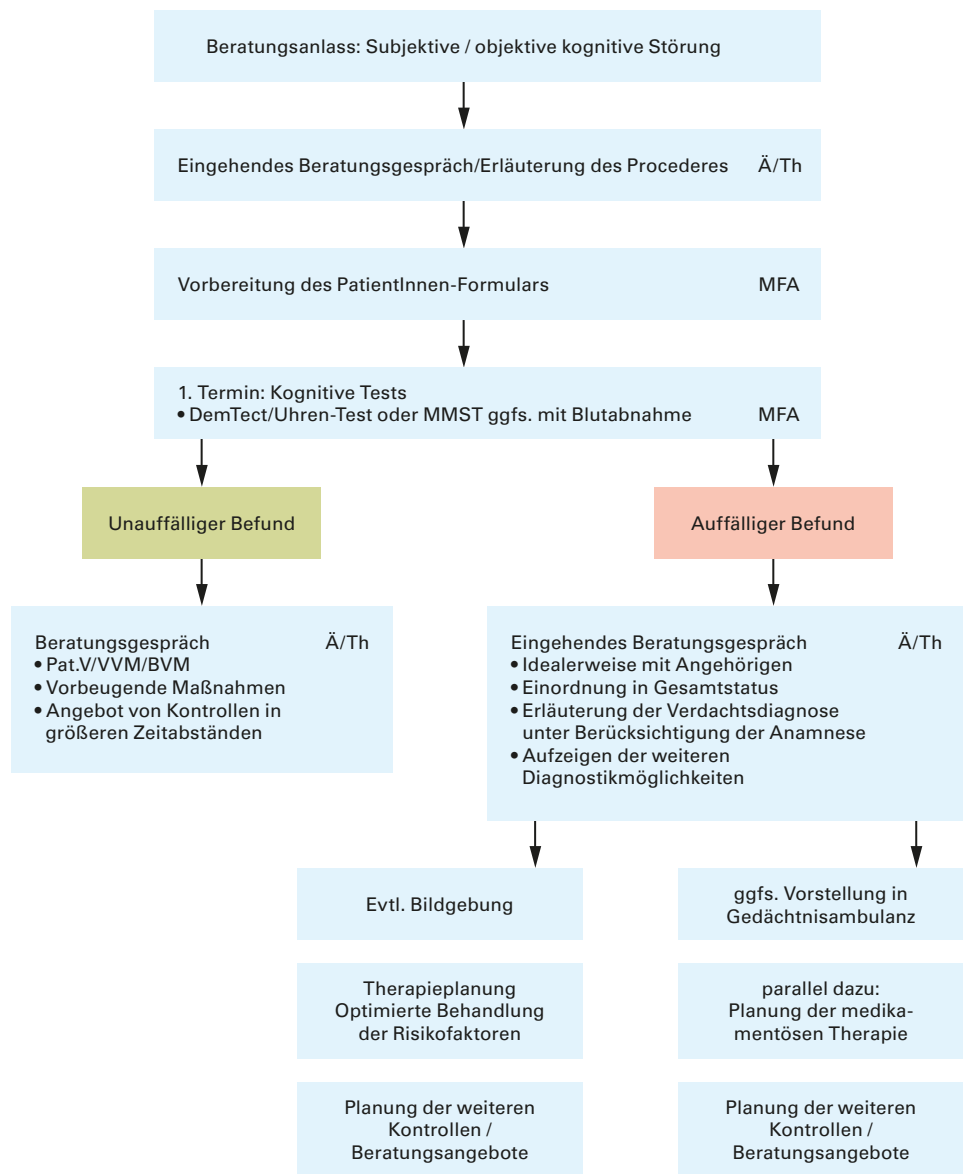 Beratungsanlass: Subjektive / objektive kognitive Störung
Eingehendes Beratungsgespräch/Erläuterung des Procederes Ä/Th
Vorbereitung des PatientInnen-Formulars MFA
1. Termin: Kognitive Tests
• DemTect/Uhren-Test oder MMST ggfs. mit Blutabnahme MFA
Unauffälliger Befund
Auffälliger Befund
Beratungsgespräch Ä/Th
• Pat.V/VVM/BVM
• Vorbeugende Maßnahmen
• Angebot von Kontrollen in
größeren Zeitabständen
Eingehendes Beratungsgespräch Ä/Th
• Idealerweise mit Angehörigen
• Einordnung in Gesamtstatus
• Erläuterung der Verdachtsdiagnose
unter Berücksichtigung der Anamnese
• Aufzeigen der weiteren
Diagnostikmöglichkeiten
Evtl. Bildgebung
Therapieplanung
Optimierte Behandlung
der Risikofaktoren
Planung der weiteren
Kontrollen /
Beratungsangebote
ggfs. Vorstellung in
Gedächtnisambulanz
parallel dazu:
Planung der medika-
mentösen Therapie
Planung der weiteren
Kontrollen /
Beratungsangebote